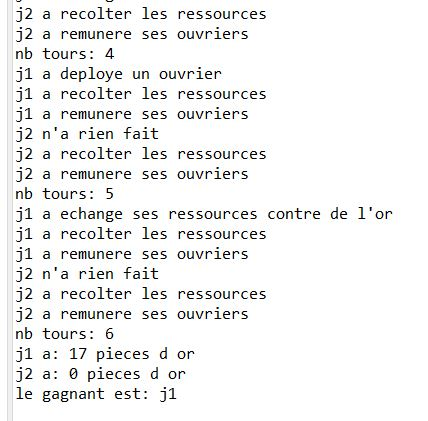 j2 a recolter les ressources
j2 a remunere ses ouvriers
nb tours: 4
j1 a deploye un ouvrier
j1 a recolter les ressources
j1 a remunere ses ouvriers
j2 n'a rien fait
j2 a recolter les ressources
j2 a remunere ses ouvriers
nb tours: 5
j1 a echange ses ressources contre de l'or
j1 a recolter les ressources
j1 a remunere ses ouvriers
j2 n'a rien fait
j2 a recolter les ressources
j2 a remunere ses ouvriers
nb tours: 6
j1 a: 17 pieces d or
j2 a: 0 pieces d or
le gagnant est: j1